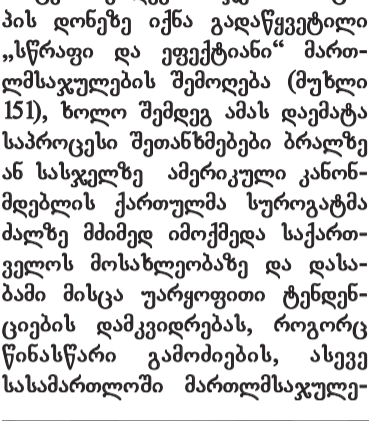 პის დონეზე იქნა გადაწყვეტილი
„სწრაფი და ეფექტიანი“ მართ-
ლმსაჯულების შემოღება (მუხლი
151), ხოლო შემდეგ ამას დაემატა
საპროცესი შეთანხმებები ბრალზე
ან სასჯელზე ამერიკული კანონ-
მდებლის ქართულმა სუროგატმა
ძალზე მძიმედ იმოქმედა საქართ-
ველოს მოსახლეობაზე და დასა-
ბამი მისცა უარყოფითი ტენდენ-
ციების დამკვიდრებას, როგორც
წინასწარი გამოძიების, ასევე
სასამართლოში მართლმსაჯულე-